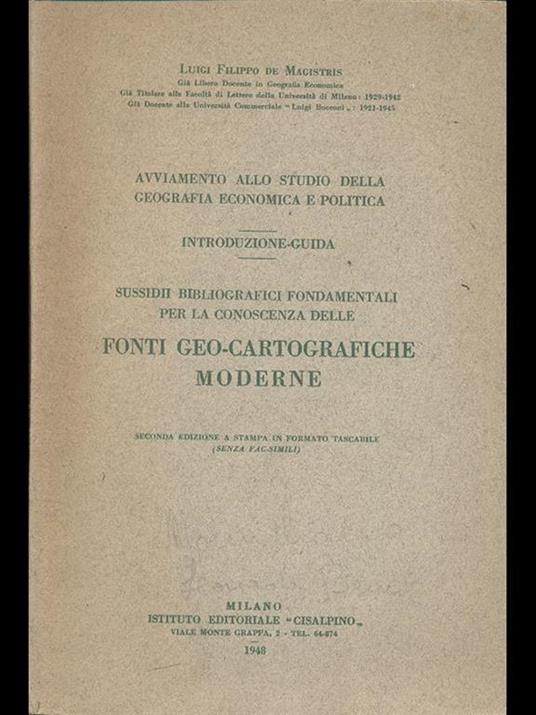 Luigi Filippo de Magistris
Già Libero Docente in Geografia Economica
Già Titolare alla Facoltà di Lettere della Università di Milano: 1929-1942
Già Docente alla Università Commerciale "Luigi Bocconi„: 1921-1945
AVVIAMENTO ALLO STUDIO DELLA
GEOGRAFIA ECONOMICA E POLITICA
INTRODUZIONE-GUIDA
SUSSIDII BIBLIOGRAFICI FONDAMENTALI
PER LA CONOSCENZA DELLE
FONTI GEO-CARTOGRAFICHE
MODERNE
SECONDA EDIZIONE A STAMPA IN FORMATO TASCABILE
(SENZA FAC-SIMILI)
MILANO
ISTITUTO EDITORIALE "CISALPINO„
VIALE MONTE GRAPPA, 2 - TEL. 64-874
1948